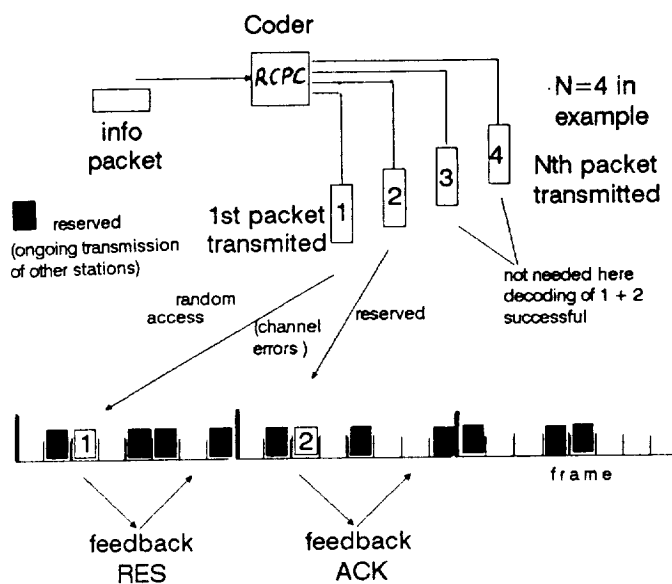 Coder
RCPC
N=4 in
example
info
packet
1
2
3
4
Nth packet
transmitted
reserved
(ongoing transmission
of other stations)
1st packet
transmited
not needed here
decoding of 1 + 2
successful
random
access
(channel
errors )
reserved
1
2
frame
feedback
RES
feedback
ACK